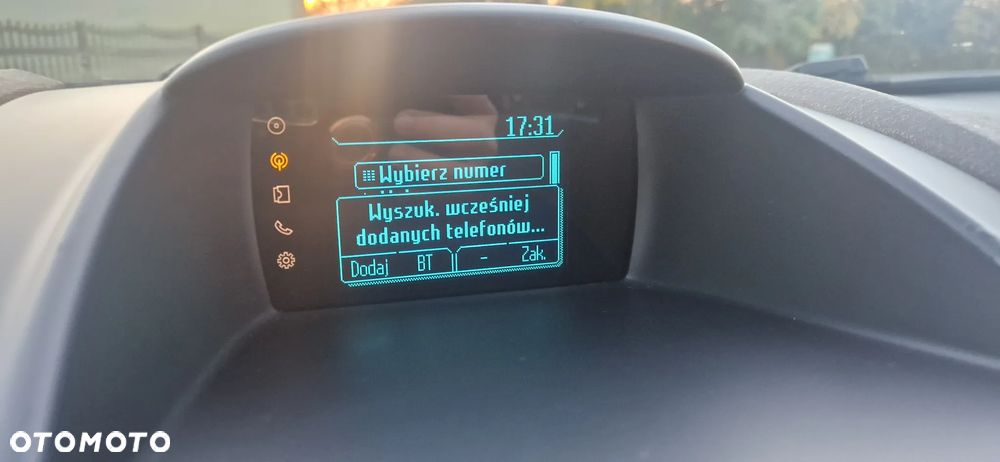 17:31
Wybierz numer
Wyszuk. wcześniej
dodanych telefonów...
Dodaj BT - Zak.
OTOMOTO